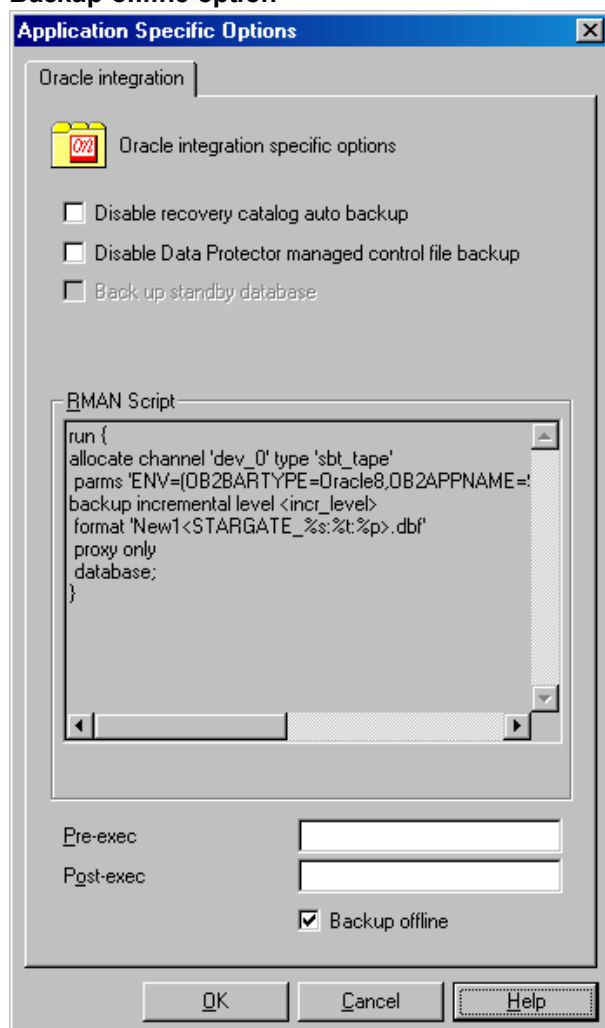 Backup offline option
Application Specific Options
Oracle integration
Oracle integration specific options
Disable recovery catalog auto backup
Disable Data Protector managed control file backup
Back up standby database
RMAN Script
run {
allocate channel 'dev_0' type 'sbt_tape'
parms 'ENV=(OB2BARTYPE=Oracle8,OB2APPNAME=
backup incremental level <incr_level>
format 'New1<STARGATE_%s:%t:%p>.dbf'
proxy only
database;
}
Pre-exec
Post-exec
Backup offline
OK Cancel Help